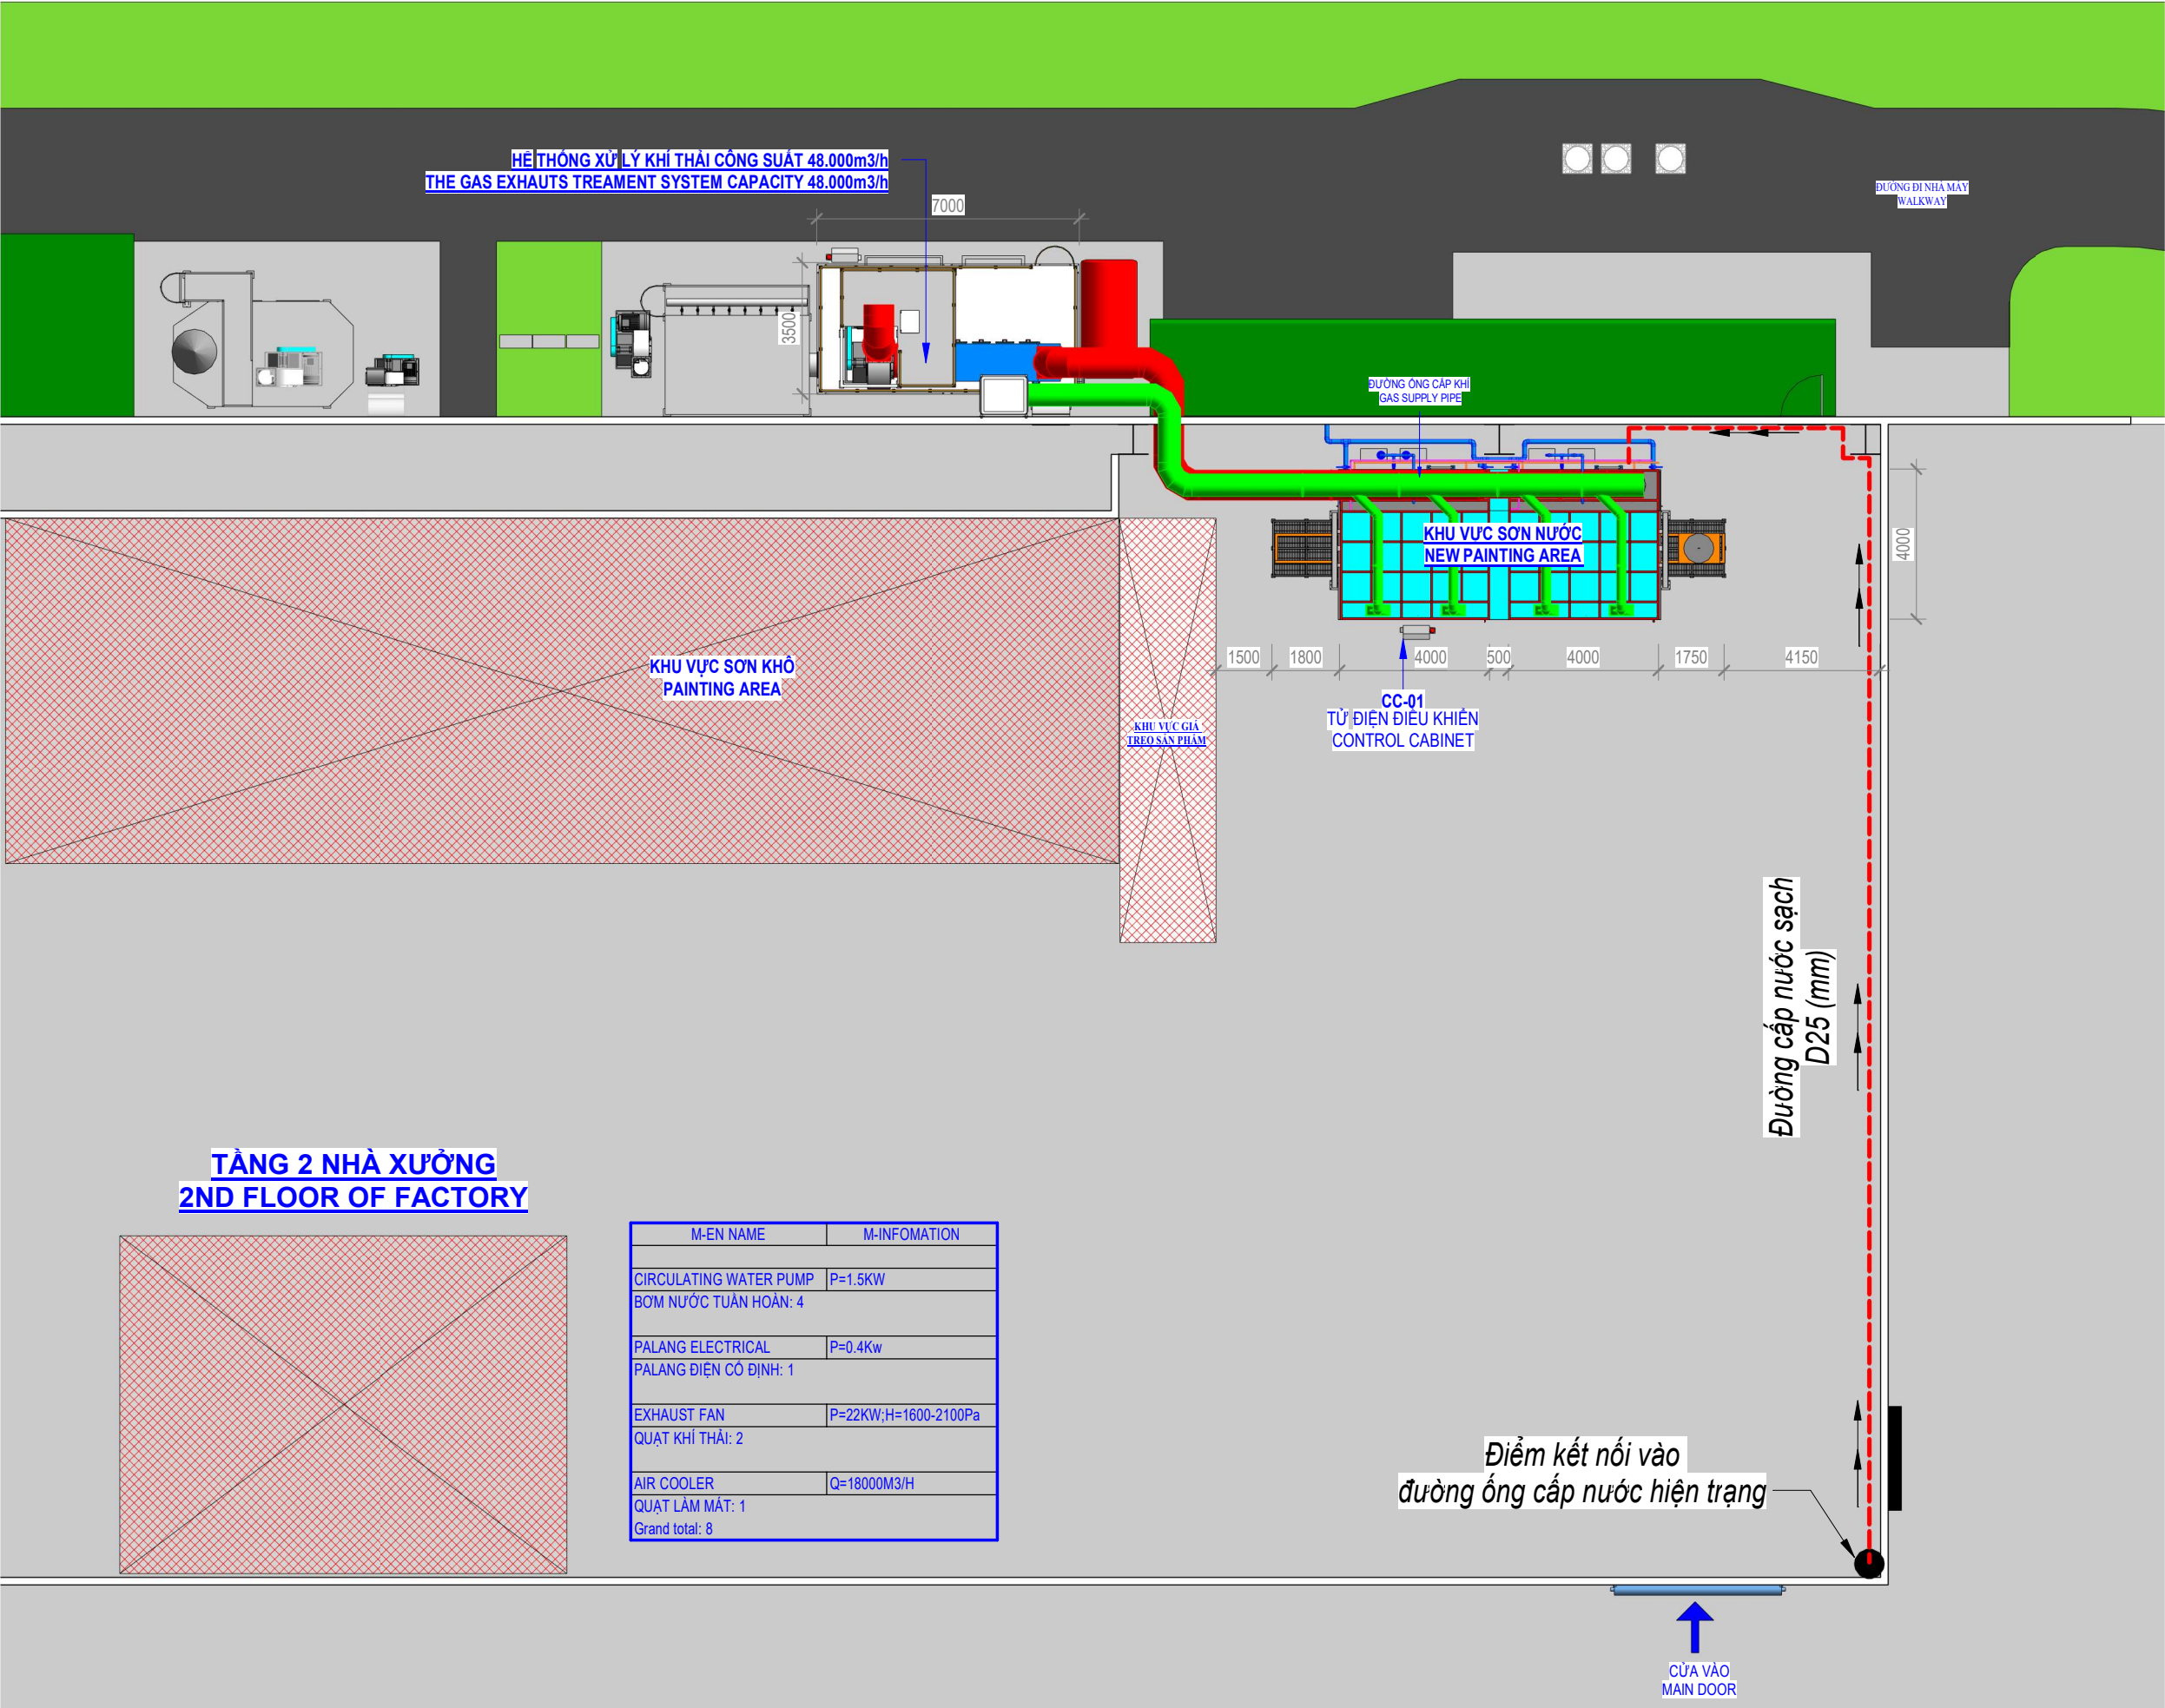 HỆ THỐNG XỬ LÝ KHÍ THẢI CÔNG SUẤT 48.000m3/h
THE GAS EXHAUTS TREAMENT SYSTEM CAPACITY 48.000m3/h
7000
3500
ĐƯỜNG ĐI NHÀ MÁY
WALKWAY
ĐƯỜNG ỐNG CẤP KHÍ
GAS SUPPLY PIPE
KHU VƯC SƠN NƯỚC
NEW PAINTING AREA
4000
1500
1800
4000
500
4000
1750
4150
KHU VỰC SƠN KHÔ
PAINTING AREA
KHU VỰC GIÁ
TREO SẢN PHẨM
CC-01
TỬ ĐIỆN ĐIỀU KHIỂN
CONTROL CABINET
Đường cấp nước sạch
D25 (mm)
TẦNG 2 NHÀ XƯỞNG
2ND FLOOR OF FACTORY
M-EN NAME M-INFOMATION
CIRCULATING WATER PUMP P=1.5KW
BƠM NƯỚC TUẦN HOÀN: 4
PALANG ELECTRICAL P=0.4Kw
PALANG ĐIỆN CỐ ĐỊNH: 1
EXHAUST FAN P=22KW;H=1600-2100Pa
QUẠT KHÍ THẢI: 2
AIR COOLER Q=18000M3/H
QUẠT LÀM MÁT: 1
Grand total: 8
Điểm kết nối vào
đường ống cấp nước hiện trạng
CỬA VÀO
MAIN DOOR